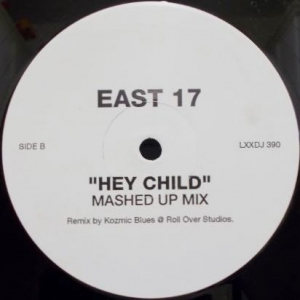 EAST 17
SIDE B
LXXDJ 390
"HEY CHILD"
MASHED UP MIX
Remix by Kozmic Blues @ Roll Over Studios.